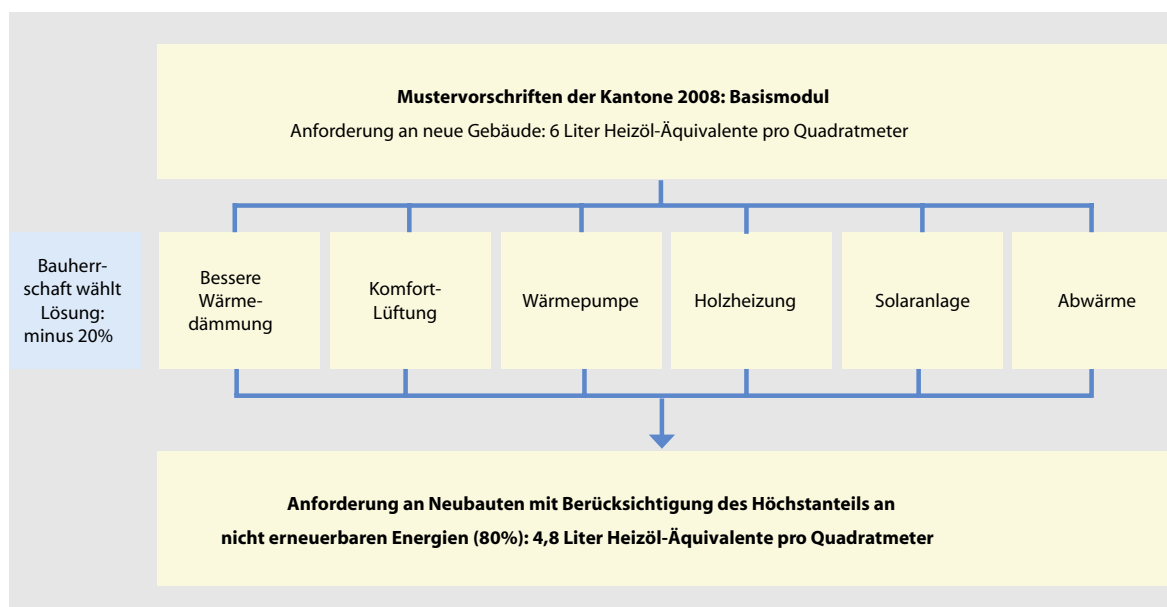 Mustervorschriften der Kantone 2008: Basismodul
Anforderung an neue Gebäude: 6 Liter Heizöl-Äquivalente pro Quadratmeter
Bauherr-
schaft wählt
Lösung:
minus 20%
Bessere
Wärme-
dämmung
Komfort-
Lüftung
Wärmepumpe
Holzheizung
Solaranlage
Abwärme
Anforderung an Neubauten mit Berücksichtigung des Höchstanteils an
nicht erneuerbaren Energien (80%): 4,8 Liter Heizöl-Äquivalente pro Quadratmeter